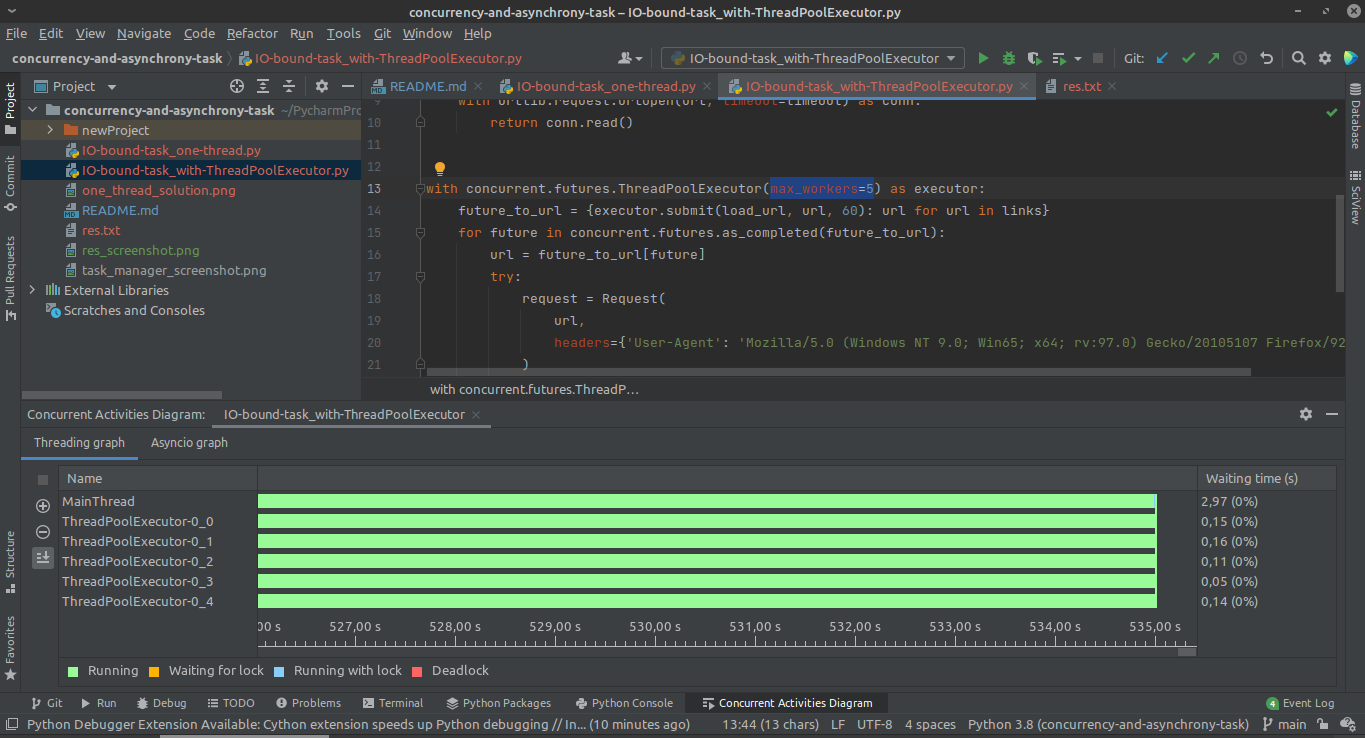 concurrency-and-asynchrony-task – IO-bound-task_with-ThreadPoolExecutor.py
File Edit View Navigate Code Refactor Run Tools Git Window Help
concurrency-and-asynchrony-task IO-bound-task_with-ThreadPoolExecutor.py
IO-bound-task_with-ThreadPoolExecutor
Git:
Project
Commit
Pull Requests
Structure
Favorites
Project
concurrency-and-asynchrony-task ~/PycharmPro
newProject
IO-bound-task_one-thread.py
IO-bound-task_with-ThreadPoolExecutor.py
one_thread_solution.png
README.md
res.txt
res_screenshot.png
task_manager_screenshot.png
External Libraries
Scratches and Consoles
README.md IO-bound-task_one-thread.py IO-bound-task_with-ThreadPoolExecutor.py res.txt
9 with urllib.request.urlopen(url, timeout=timeout) as conn:
10 return conn.read()
11
12
13 with concurrent.futures.ThreadPoolExecutor(max_workers=5) as executor:
14 future_to_url = {executor.submit(load_url, url, 60): url for url in links}
15 for future in concurrent.futures.as_completed(future_to_url):
16 url = future_to_url[future]
17 try:
18 request = Request(
19 url,
20 headers={'User-Agent': 'Mozilla/5.0 (Windows NT 9.0; Win65; x64; rv:97.0) Gecko/20105107 Firefox/92
21 )
with concurrent.futures.ThreadP...
Database
SciView
Concurrent Activities Diagram: IO-bound-task_with-ThreadPoolExecutor
Threading graph Asyncio graph
Name Waiting time (s)
MainThread 2,97 (0%)
ThreadPoolExecutor-0_0 0,15 (0%)
ThreadPoolExecutor-0_1 0,16 (0%)
ThreadPoolExecutor-0_2 0,11 (0%)
ThreadPoolExecutor-0_3 0,05 (0%)
ThreadPoolExecutor-0_4 0,14 (0%)
00 s 527,00 s 528,00 s 529,00 s 530,00 s 531,00 s 532,00 s 533,00 s 534,00 s 535,00 s
Running Waiting for lock Running with lock Deadlock
Git Run Debug TODO Problems Terminal Python Packages Python Console Concurrent Activities Diagram 4 Event Log
Python Debugger Extension Available: Cython extension speeds up Python debugging // In... (10 minutes ago) 13:44 (13 chars) LF UTF-8 4 spaces Python 3.8 (concurrency-and-asynchrony-task) main